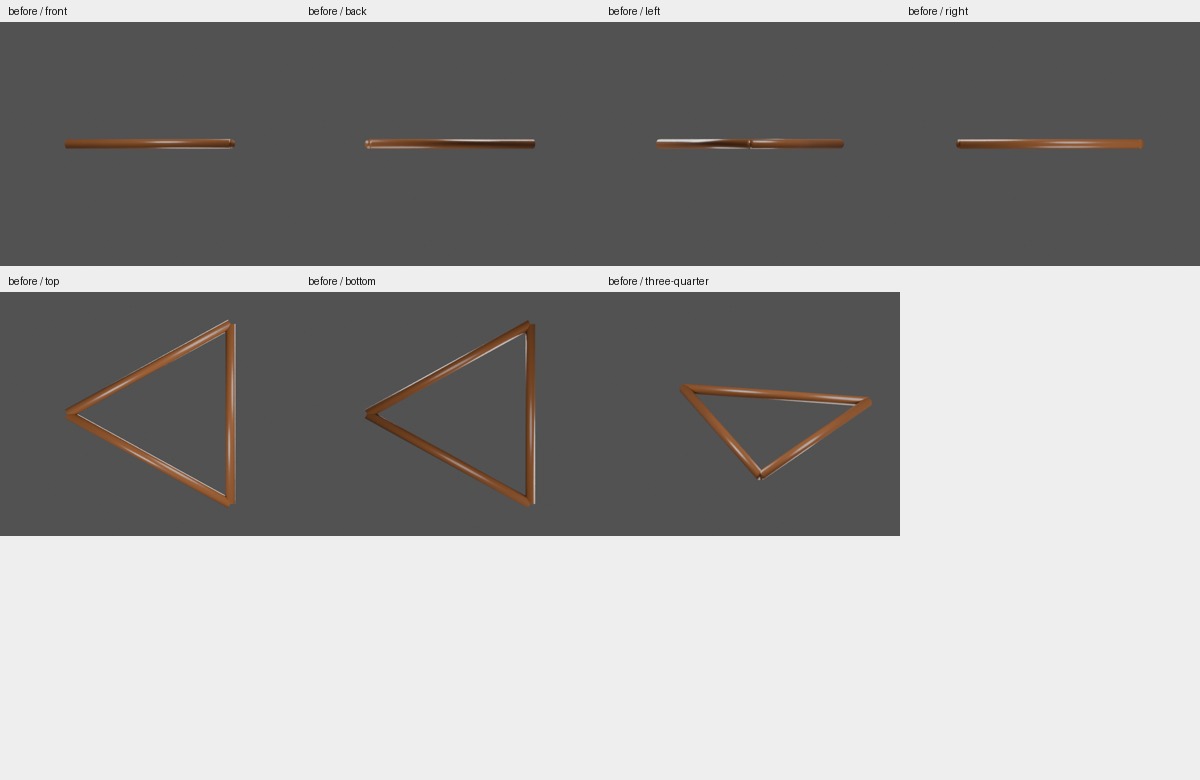 before / front
before / back
before / left
before / right
before / top
before / bottom
before / three-quarter